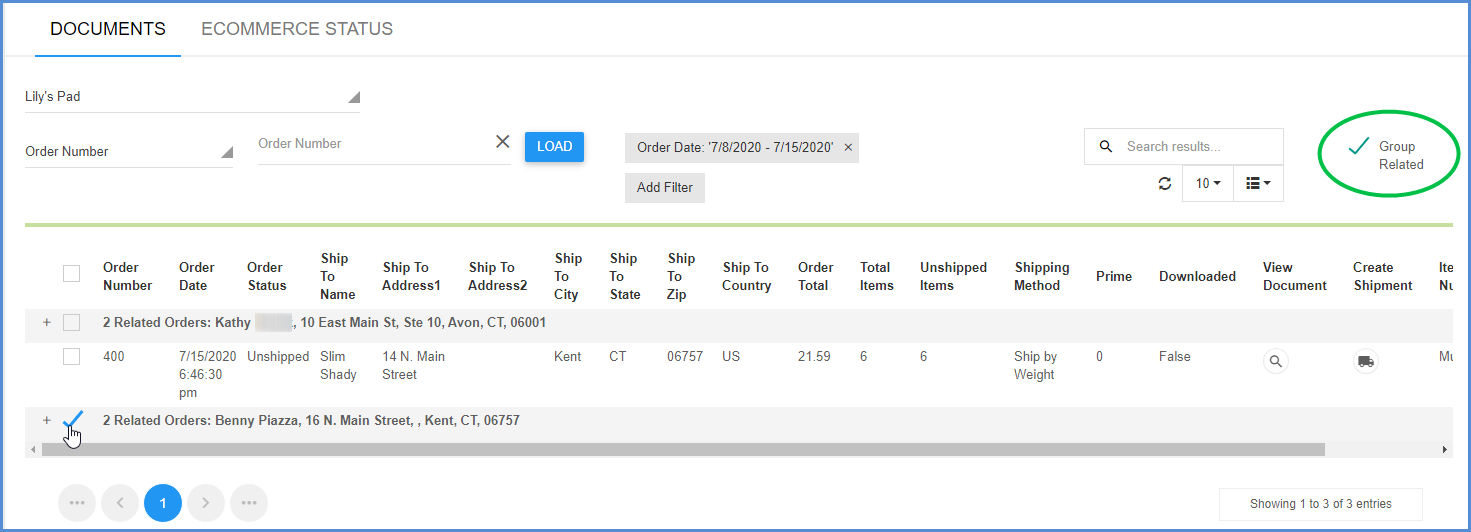 DOCUMENTS ECOMMERCE STATUS
Lily's Pad
Order Number Order Number LOAD Order Date: '7/8/2020 - 7/15/2020' × Search results... Group
Related
Add Filter 10
Order Number Order Date Order Status Ship To Name Ship To Address1 Ship To Address2 Ship To City Ship To State Ship To Zip Ship To Country Order Total Total Items Unshipped Items Shipping Method Prime Downloaded View Document Create Shipment Ite Nu
+ 2 Related Orders: Kathy , 10 East Main St, Ste 10, Avon, CT, 06001
400 7/15/2020 6:46:30 pm Unshipped Slim Shady 14 N. Main Street Kent CT 06757 US 21.59 6 6 Ship by Weight 0 False Mu
+ 2 Related Orders: Benny Piazza, 16 N. Main Street, , Kent, CT, 06757
1
Showing 1 to 3 of 3 entries